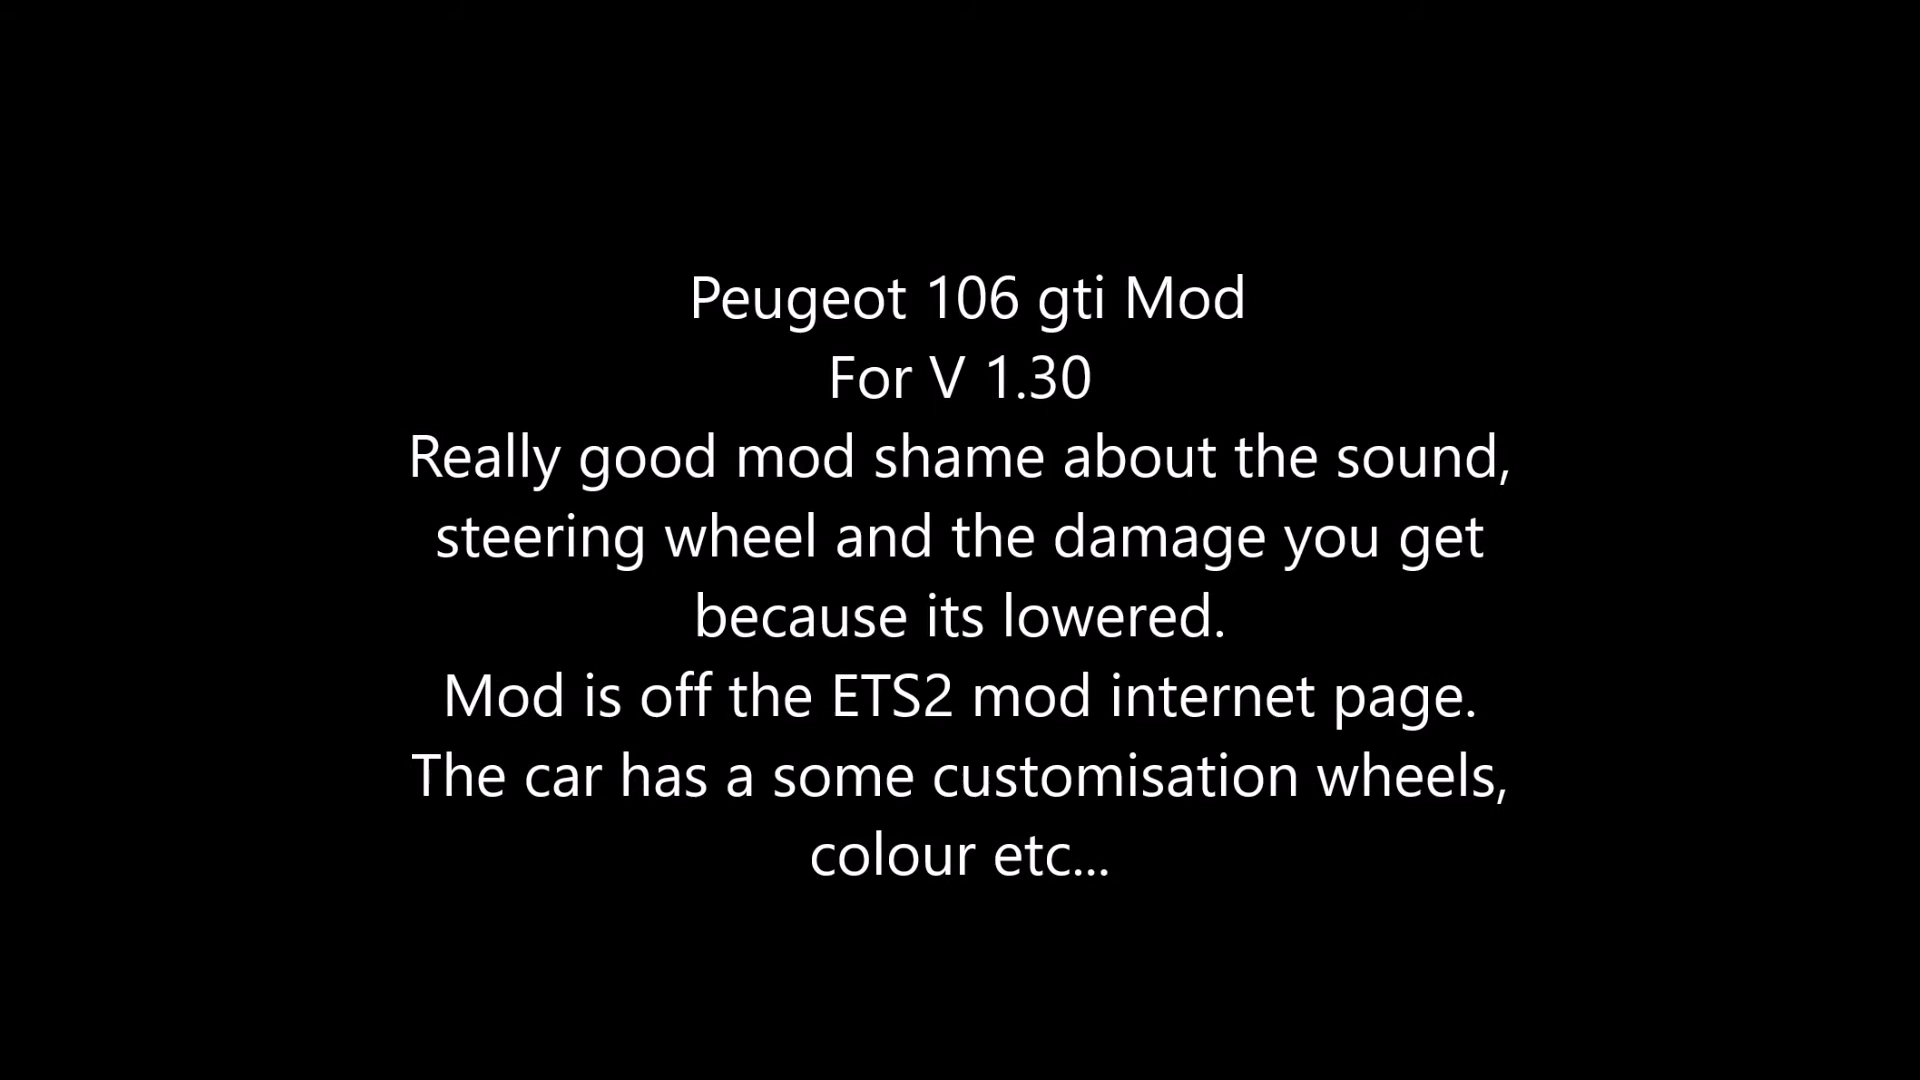 Peugeot 106 gti Mod
For V 1.30
Really good mod shame about the sound,
steering wheel and the damage you get
because its lowered.
Mod is off the ETS2 mod internet page.
The car has a some customisation wheels,
colour etc...